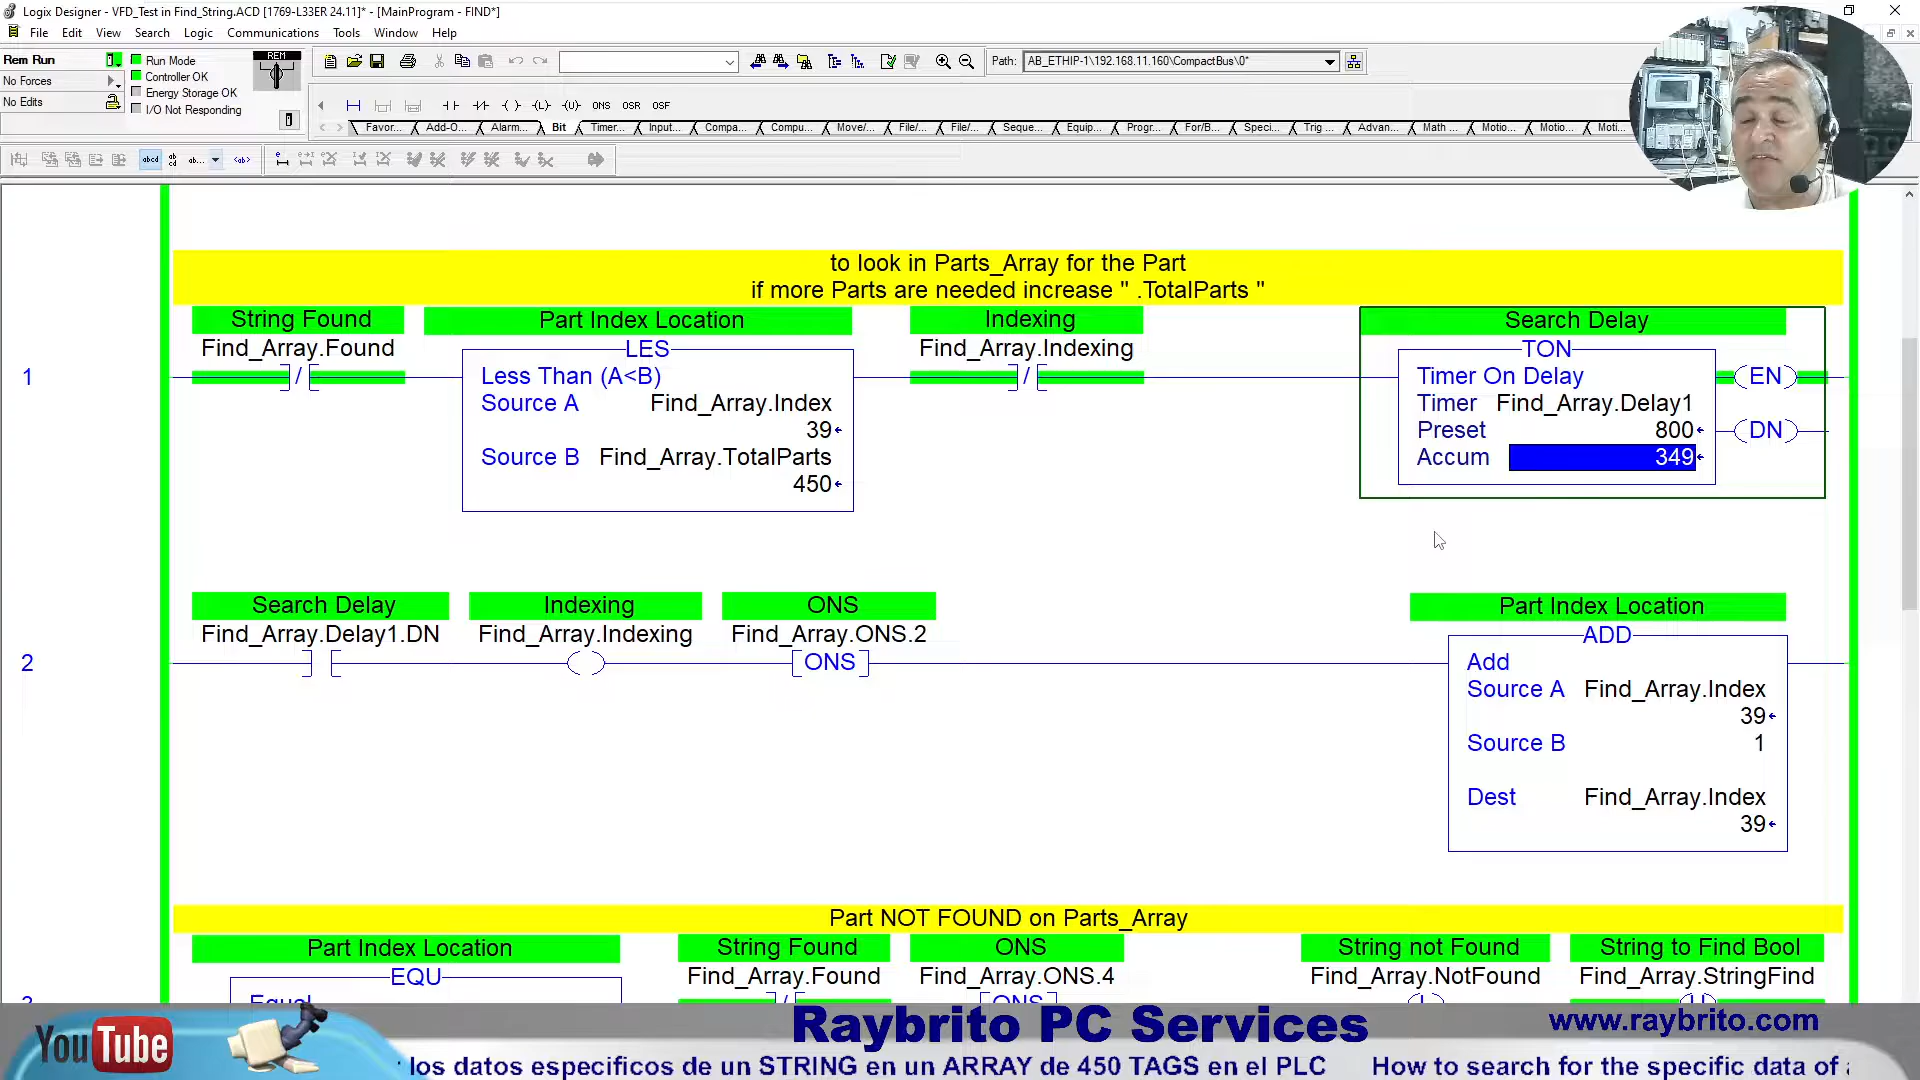 Logix Designer - VFD_Test in Find_String.ACD [1769-L33ER 24.11]* - [MainProgram - FIND*]
File Edit View Search Logic Communications Tools Window Help
Rem Run
No Forces
No Edits
Run Mode
Controller OK
Energy Storage OK
I/O Not Responding
REM
Path: AB_ETHIP-1\192.168.11.160\CompactBus\0*
ONS OSR OSF
Favor... Add-O... Alarm... Bit Timer... Input... Compa... Compu... Move/... File/... File/... Seque... Equip... Progr... For/B... Speci... Trig ... Advan... Math ... Motio... Motio... Moti...
abcd ab cd ab... <ab>
to look in Parts_Array for the Part
if more Parts are needed increase " .TotalParts "
String Found Part Index Location Indexing Search Delay
Find_Array.Found LES Find_Array.Indexing TON
1 / Less Than (A<B) / Timer On Delay (EN)
Source A Find_Array.Index Timer Find_Array.Delay1
39 Preset 800 (DN)
Source B Find_Array.TotalParts Accum 349
450
Search Delay Indexing ONS Part Index Location
Find_Array.Delay1.DN Find_Array.Indexing Find_Array.ONS.2 ADD
2 [ONS] Add
Source A Find_Array.Index
39
Source B 1
Dest Find_Array.Index
39
Part NOT FOUND on Parts_Array
Part Index Location String Found ONS String not Found String to Find Bool
EQU Find_Array.Found Find_Array.ONS.4 Find_Array.NotFound Find_Array.StringFind
Equal ONS
YouTube
Raybrito PC Services
www.raybrito.com
los datos especificos de un STRING en un ARRAY de 450 TAGS en el PLC How to search for the specific data of